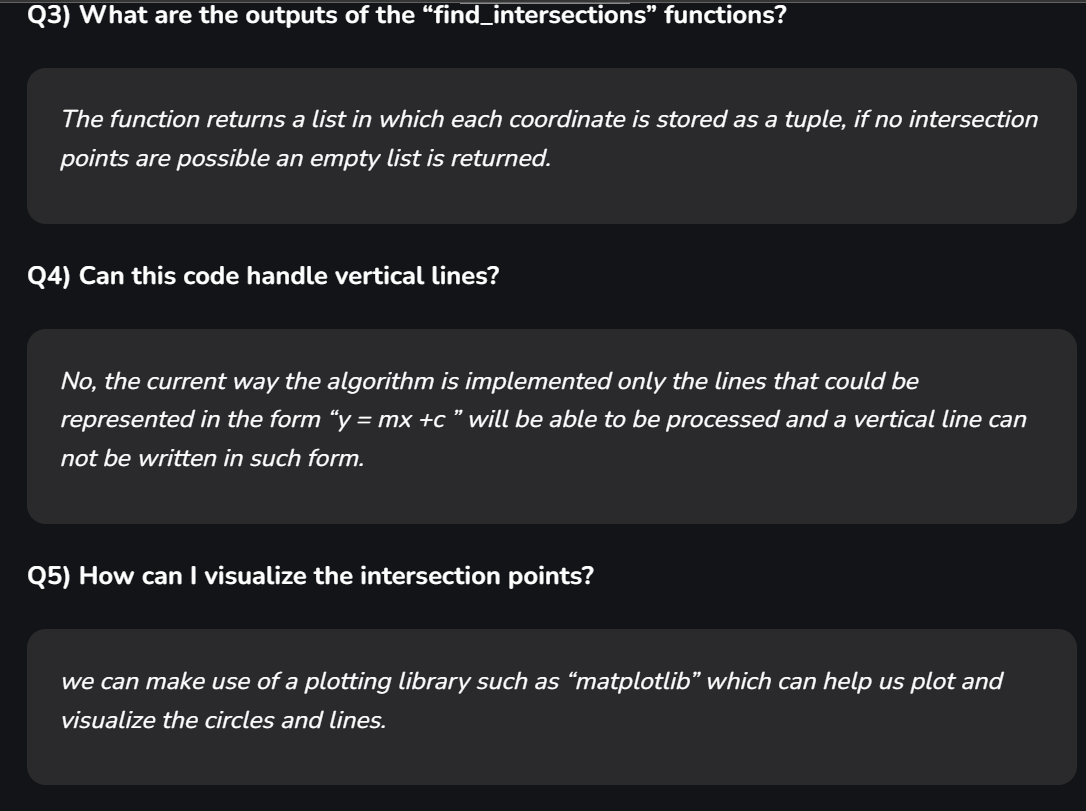 Q3) What are the outputs of the “find_intersections” functions?
The function returns a list in which each coordinate is stored as a tuple, if no intersection
points are possible an empty list is returned.
Q4) Can this code handle vertical lines?
No, the current way the algorithm is implemented only the lines that could be
represented in the form “y = mx +c ” will be able to be processed and a vertical line can
not be written in such form.
Q5) How can I visualize the intersection points?
we can make use of a plotting library such as “matplotlib” which can help us plot and
visualize the circles and lines.